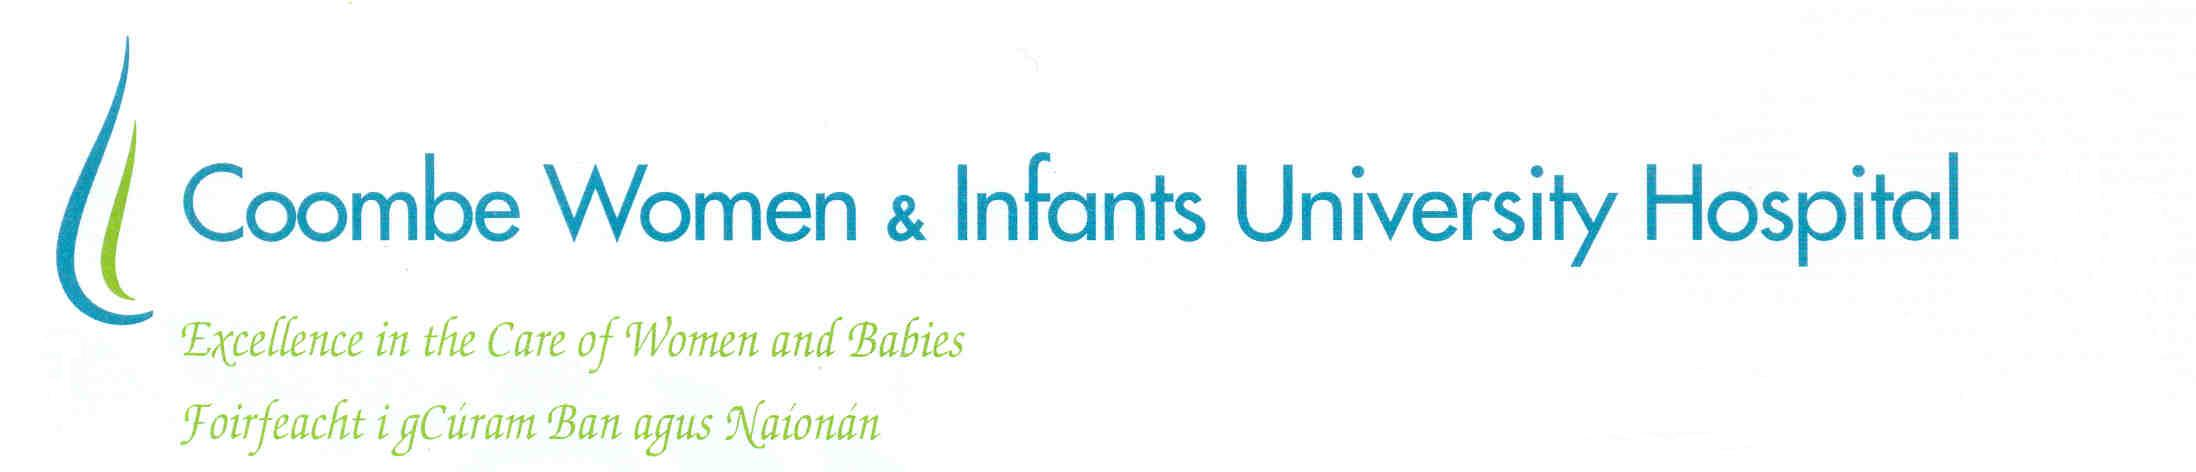 Coombe Women & Infants University Hospital
Excellence in the Care of Women and Babies
Foirfeacht i gCúram Ban agus Naíonán